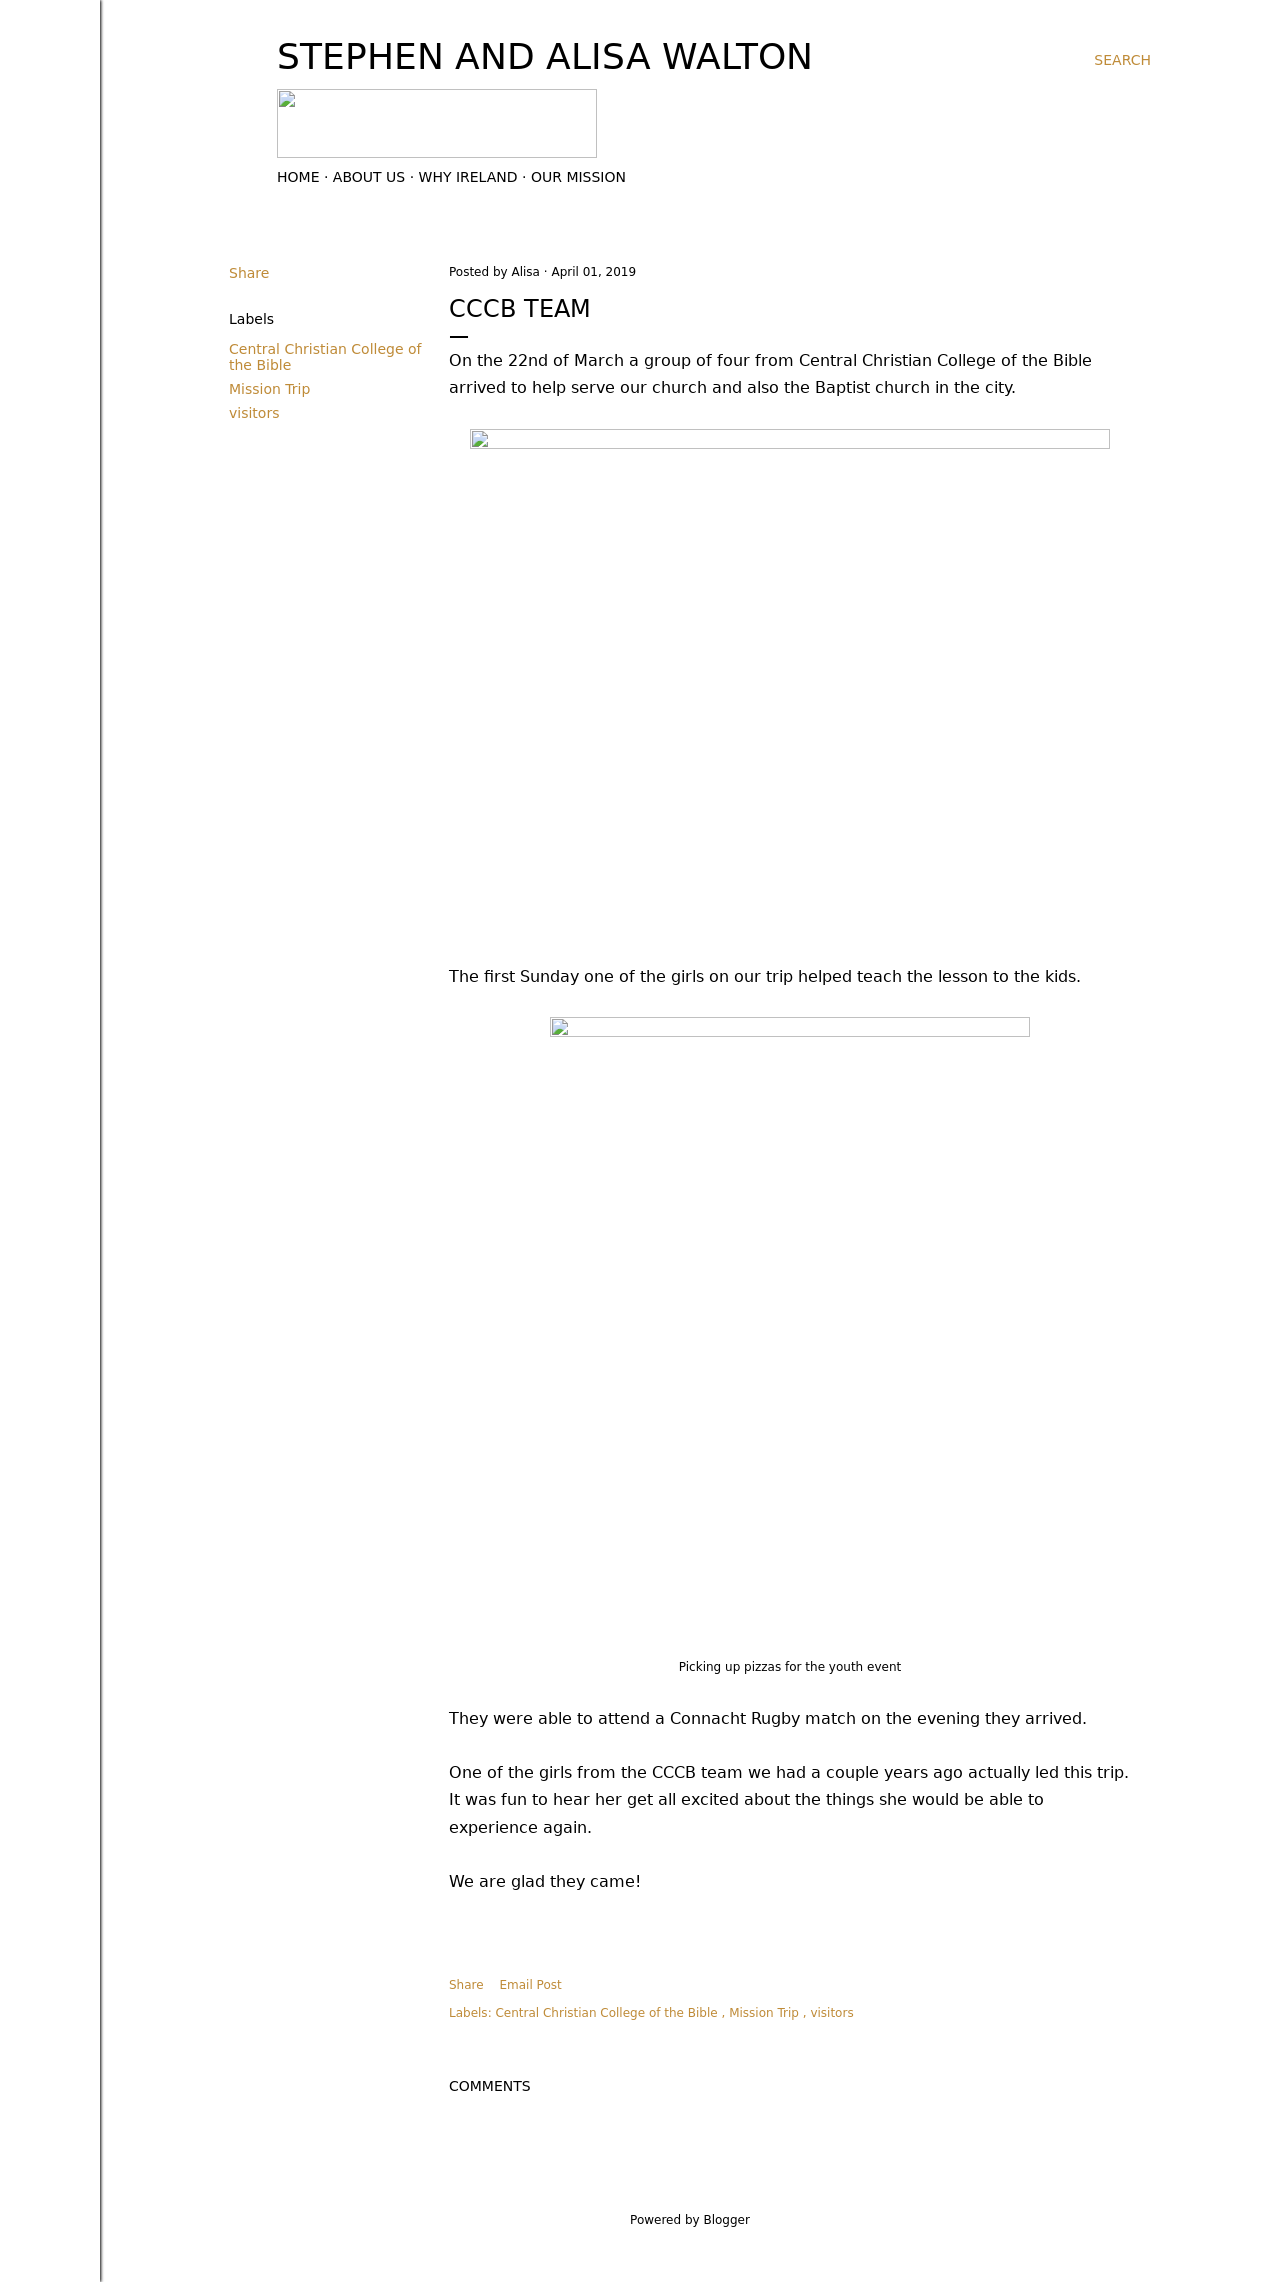 STEPHEN AND ALISA WALTON
SEARCH
HOME · ABOUT US · WHY IRELAND · OUR MISSION
Share
Labels
Central Christian College of
the Bible
Mission Trip
visitors
Posted by Alisa · April 01, 2019
CCCB TEAM
On the 22nd of March a group of four from Central Christian College of the Bible
arrived to help serve our church and also the Baptist church in the city.
The first Sunday one of the girls on our trip helped teach the lesson to the kids.
Picking up pizzas for the youth event
They were able to attend a Connacht Rugby match on the evening they arrived.
One of the girls from the CCCB team we had a couple years ago actually led this trip.
It was fun to hear her get all excited about the things she would be able to
experience again.
We are glad they came!
Share Email Post
Labels: Central Christian College of the Bible , Mission Trip , visitors
COMMENTS
Powered by Blogger